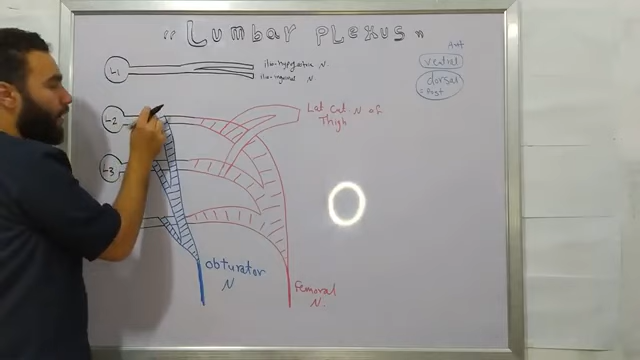 " Lumbar Plexus "
Ant
ventral
dorsal
= Post
L1
ilio-hypogastric N.
ilio-inguinal N
L2
Lat Cut N of
Thigh
L3
obturator
N
Femoral
N.